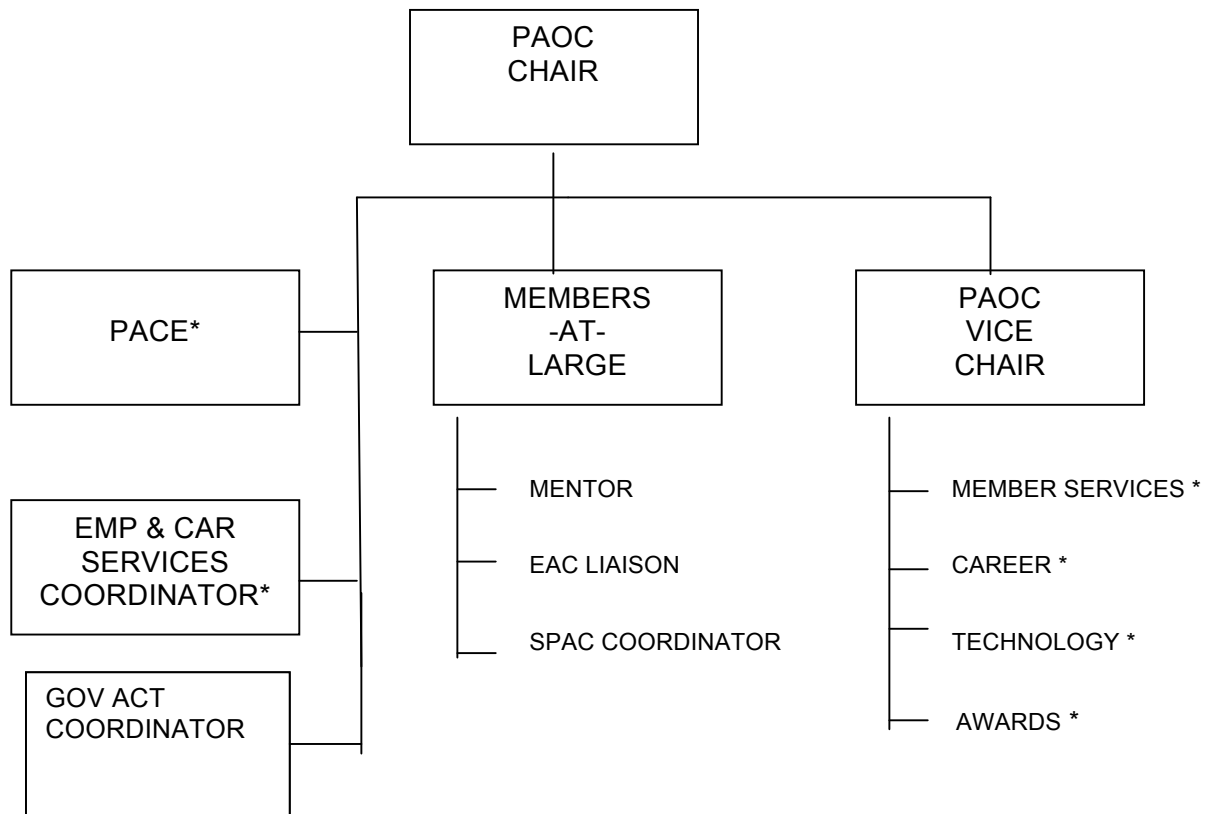 PAOC
CHAIR
PACE*
MEMBERS
-AT-
LARGE
PAOC
VICE
CHAIR
EMP & CAR
SERVICES
COORDINATOR*
GOV ACT
COORDINATOR
MENTOR
EAC LIAISON
SPAC COORDINATOR
MEMBER SERVICES *
CAREER *
TECHNOLOGY *
AWARDS *